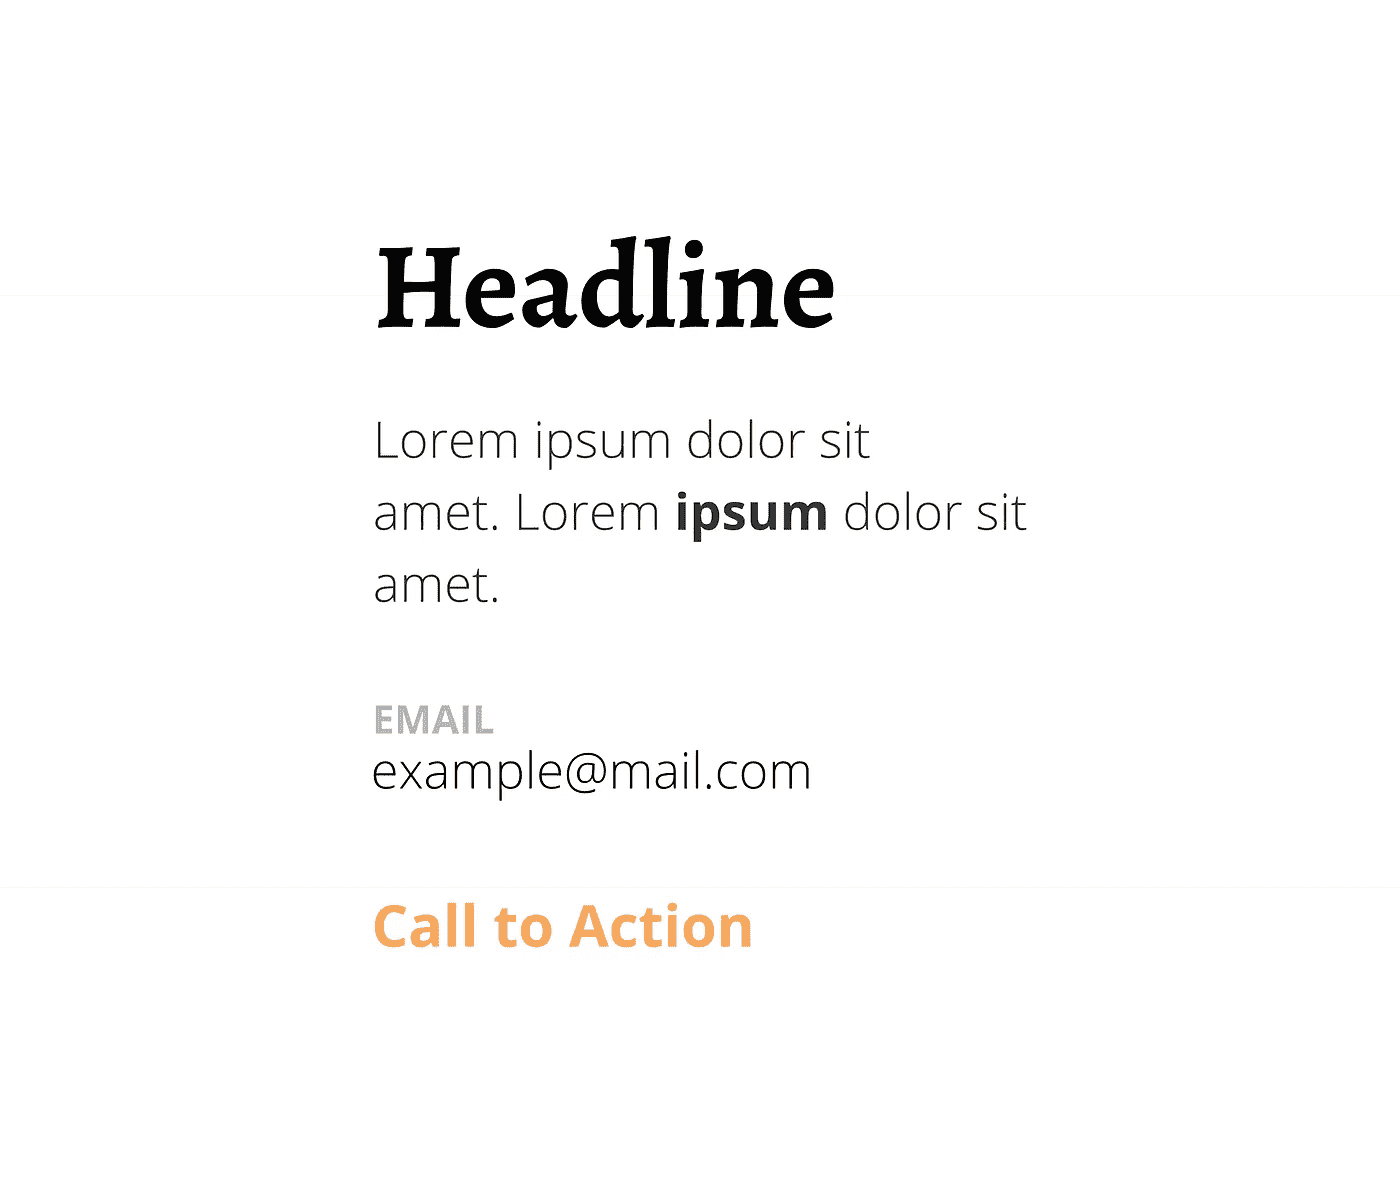 Headline
Lorem ipsum dolor sit
amet. Lorem ipsum dolor sit
amet.
EMAIL
example@mail.com
Call to Action